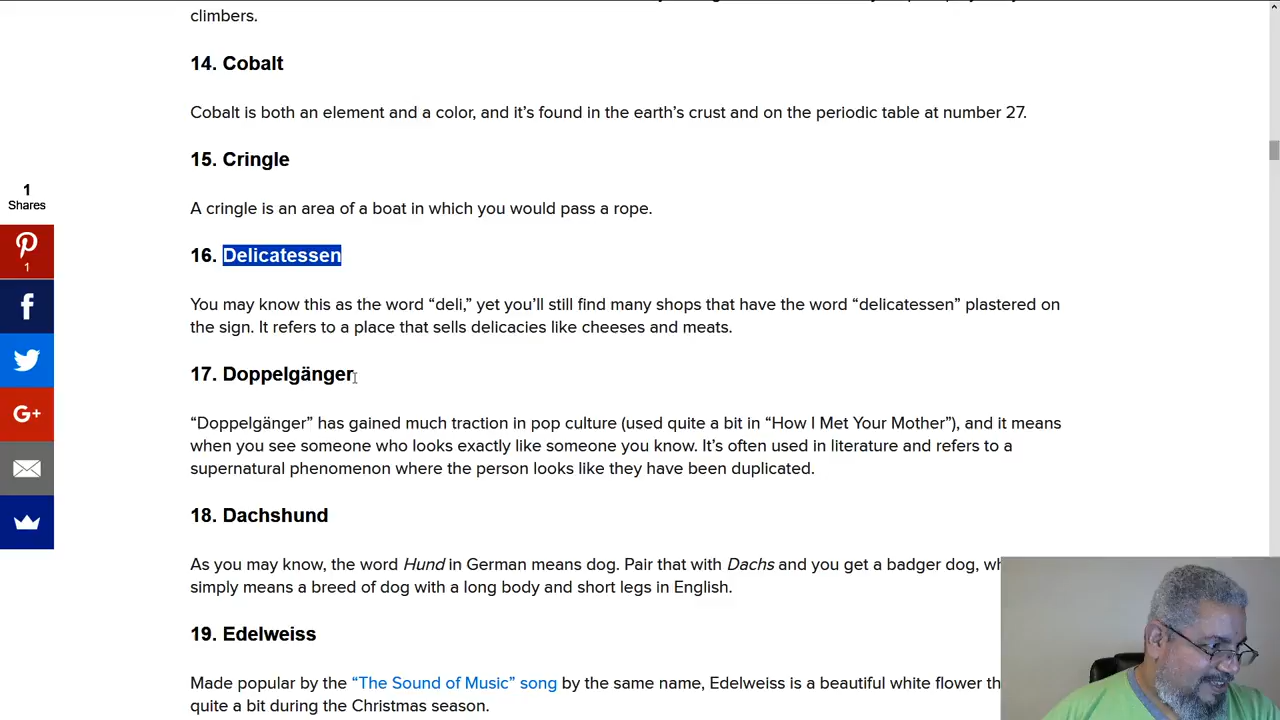 climbers.
14. Cobalt
Cobalt is both an element and a color, and it’s found in the earth’s crust and on the periodic table at number 27.
15. Cringle
1
Shares
A cringle is an area of a boat in which you would pass a rope.
16. Delicatessen
1
You may know this as the word “deli,” yet you’ll still find many shops that have the word “delicatessen” plastered on
the sign. It refers to a place that sells delicacies like cheeses and meats.
17. Doppelgänger
G+
“Doppelgänger” has gained much traction in pop culture (used quite a bit in “How I Met Your Mother”), and it means
when you see someone who looks exactly like someone you know. It’s often used in literature and refers to a
supernatural phenomenon where the person looks like they have been duplicated.
18. Dachshund
As you may know, the word Hund in German means dog. Pair that with Dachs and you get a badger dog,
simply means a breed of dog with a long body and short legs in English.
19. Edelweiss
Made popular by the “The Sound of Music” song by the same name, Edelweiss is a beautiful white flower
quite a bit during the Christmas season.